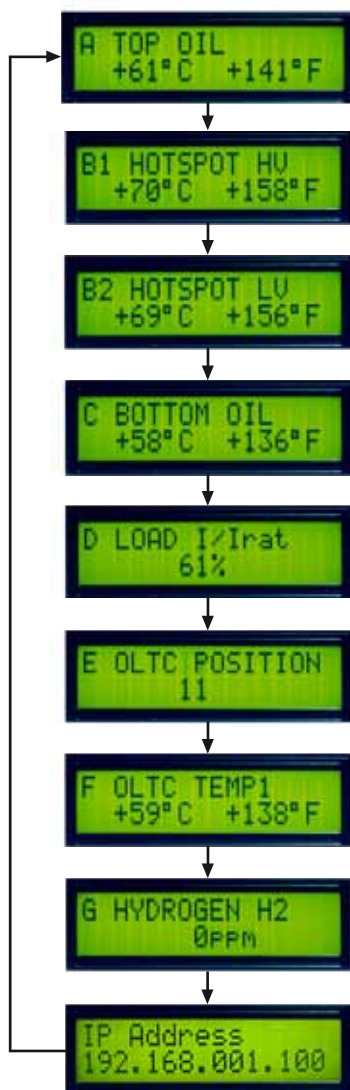 A TOP OIL
+61°C +141°F
B1 HOTSPOT HV
+70°C +158°F
B2 HOTSPOT LV
+69°C +156°F
C BOTTOM OIL
+58°C +136°F
D LOAD I/Irat
61%
E OLTC POSITION
11
F OLTC TEMP1
+59°C +138°F
G HYDROGEN H2
0ppm
IP Address
192.168.001.100